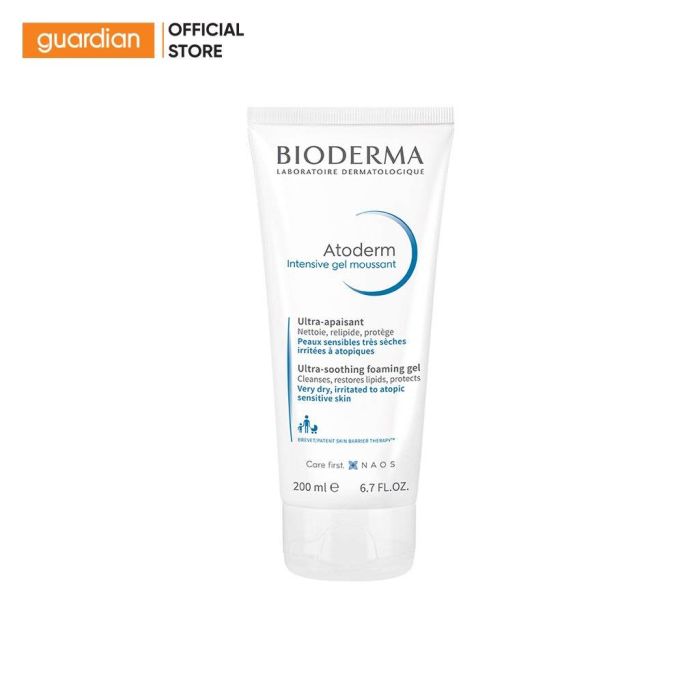 guardian
OFFICIAL
STORE
BIODERMA
LABORATOIRE DERMATOLOGIQUE
Atoderm
Intensive gel moussant
Ultra-apaisant
Nettoie, relipide, protège
Peaux sensibles très sèches
irritées à atopiques
Ultra-soothing foaming gel
Cleanses, restores lipids, protects
Very dry, irritated to atopic
sensitive skin
BREVET/PATENT SKIN BARRIER THERAPY™
Care first. NAOS
200 ml ℮ 6.7 FL.OZ.